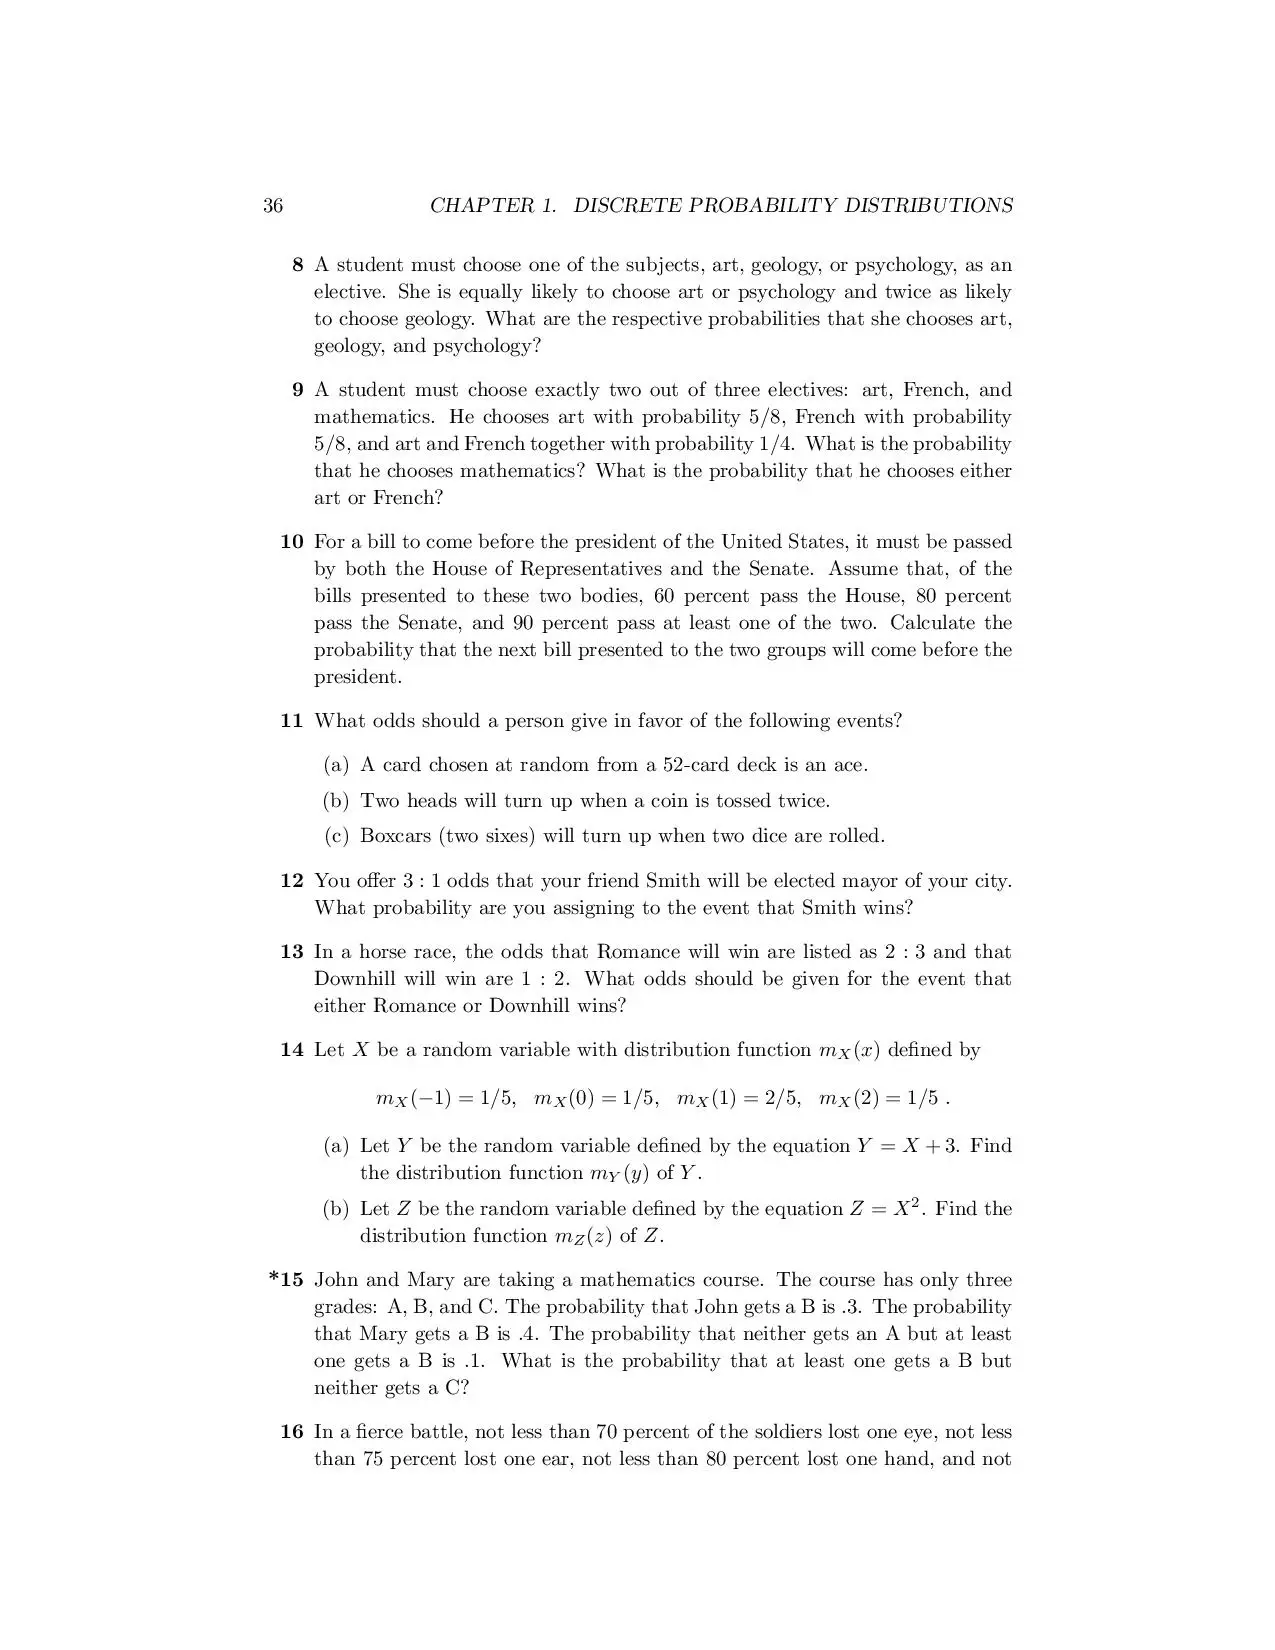 36 CHAPTER 1. DISCRETE PROBABILITY DISTRIBUTIONS
8 A student must choose one of the subjects, art, geology, or psychology, as an
elective. She is equally likely to choose art or psychology and twice as likely
to choose geology. What are the respective probabilities that she chooses art,
geology, and psychology?
9 A student must choose exactly two out of three electives: art, French, and
mathematics. He chooses art with probability 5/8, French with probability
5/8, and art and French together with probability 1/4. What is the probability
that he chooses mathematics? What is the probability that he chooses either
art or French?
10 For a bill to come before the president of the United States, it must be passed
by both the House of Representatives and the Senate. Assume that, of the
bills presented to these two bodies, 60 percent pass the House, 80 percent
pass the Senate, and 90 percent pass at least one of the two. Calculate the
probability that the next bill presented to the two groups will come before the
president.
11 What odds should a person give in favor of the following events?
(a) A card chosen at random from a 52-card deck is an ace.
(b) Two heads will turn up when a coin is tossed twice.
(c) Boxcars (two sixes) will turn up when two dice are rolled.
12 You offer 3 : 1 odds that your friend Smith will be elected mayor of your city.
What probability are you assigning to the event that Smith wins?
13 In a horse race, the odds that Romance will win are listed as 2 : 3 and that
Downhill will win are 1 : 2. What odds should be given for the event that
either Romance or Downhill wins?
14 Let X be a random variable with distribution function m_X(x) defined by
m_X(−1) = 1/5, m_X(0) = 1/5, m_X(1) = 2/5, m_X(2) = 1/5 .
(a) Let Y be the random variable defined by the equation Y = X + 3. Find
the distribution function m_Y(y) of Y.
(b) Let Z be the random variable defined by the equation Z = X². Find the
distribution function m_Z(z) of Z.
*15 John and Mary are taking a mathematics course. The course has only three
grades: A, B, and C. The probability that John gets a B is .3. The probability
that Mary gets a B is .4. The probability that neither gets an A but at least
one gets a B is .1. What is the probability that at least one gets a B but
neither gets a C?
16 In a fierce battle, not less than 70 percent of the soldiers lost one eye, not less
than 75 percent lost one ear, not less than 80 percent lost one hand, and not